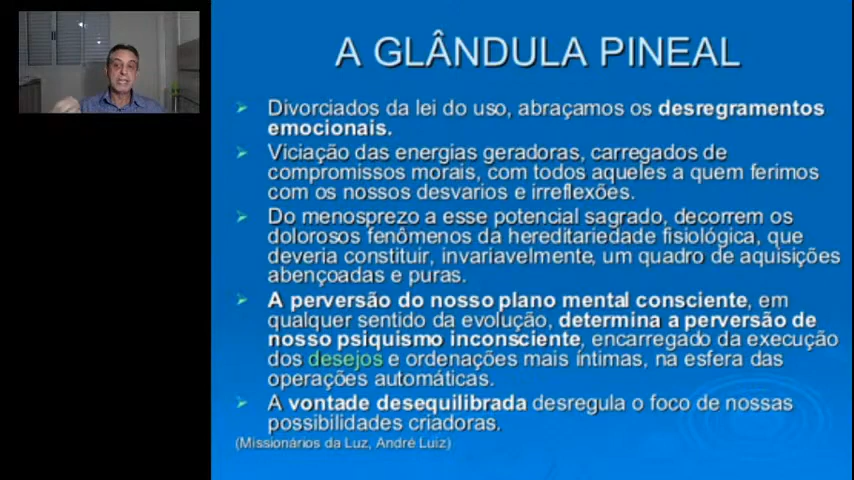 A GLÂNDULA PINEAL
Divorciados da lei do uso, abraçamos os desregramentos
emocionais.
Viciação das energias geradoras, carregados de
compromissos morais, com todos aqueles a quem ferimos
com os nossos desvarios e irreflexões.
Do menosprezo a esse potencial sagrado, decorrem os
dolorosos fenômenos da hereditariedade fisiológica, que
deveria constituir, invariavelmente, um quadro de aquisições
abençoadas e puras.
A perversão do nosso plano mental consciente, em
qualquer sentido da evolução, determina a perversão de
nosso psiquismo inconsciente, encarregado da execução
dos desejos e ordenações mais íntimas, na esfera das
operações automáticas.
A vontade desequilibrada desregula o foco de nossas
possibilidades criadoras.
(Missionários da Luz, André Luiz)